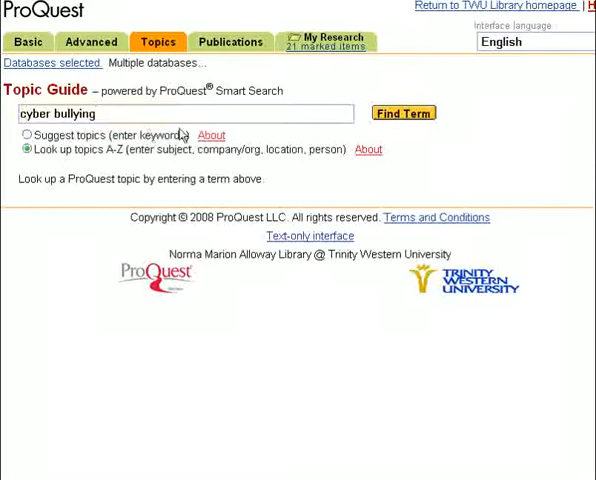 ProQuest
Return to TWU Library homepage | H
Interface language
English
Basic Advanced Topics Publications My Research
21 marked items
Databases selected: Multiple databases...
Topic Guide – powered by ProQuest® Smart Search
cyber bullying Find Term
Suggest topics (enter keywords) About
Look up topics A-Z (enter subject, company/org, location, person) About
Look up a ProQuest topic by entering a term above.
Copyright © 2008 ProQuest LLC. All rights reserved. Terms and Conditions
Text-only interface
Norma Marion Alloway Library @ Trinity Western University
ProQuest
TRINITY
WESTERN
UNIVERSITY